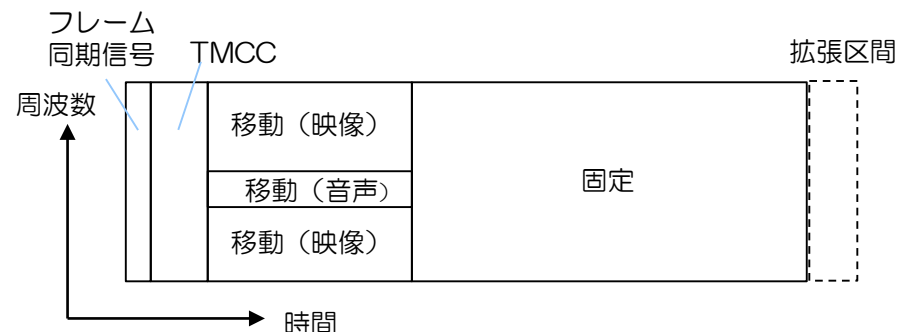 フレーム
同期信号
TMCC
拡張区間
周波数
移動（映像）
移動（音声）
固定
移動（映像）
時間